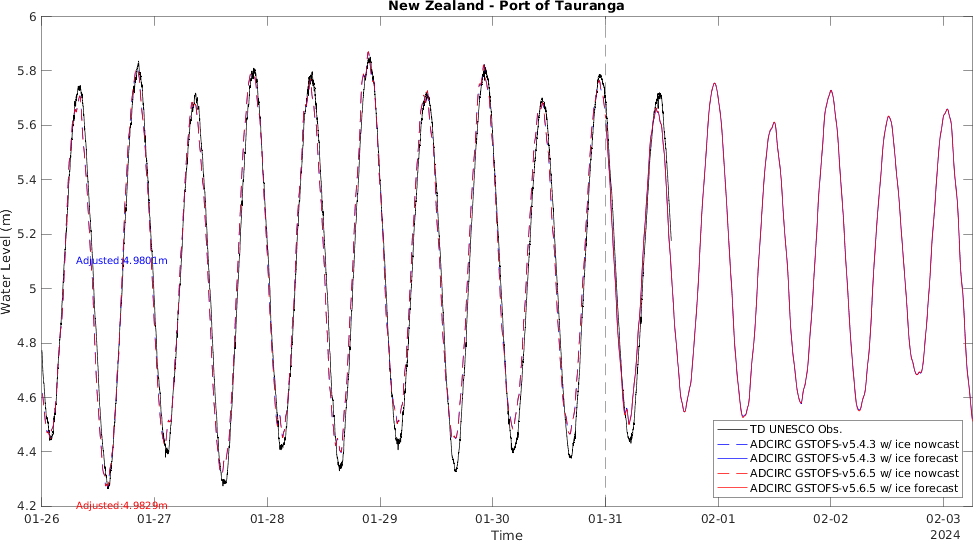 New Zealand - Port of Tauranga
6
5.8
5.6
5.4
5.2
5
4.8
4.6
4.4
4.2
Water Level (m)
Adjusted:4.9801m
Adjusted:4.9829m
TD UNESCO Obs.
ADCIRC GSTOFS-v5.4.3 w/ ice nowcast
ADCIRC GSTOFS-v5.4.3 w/ ice forecast
ADCIRC GSTOFS-v5.6.5 w/ ice nowcast
ADCIRC GSTOFS-v5.6.5 w/ ice forecast
01-26 01-27 01-28 01-29 01-30 01-31 02-01 02-02 02-03
2024
Time